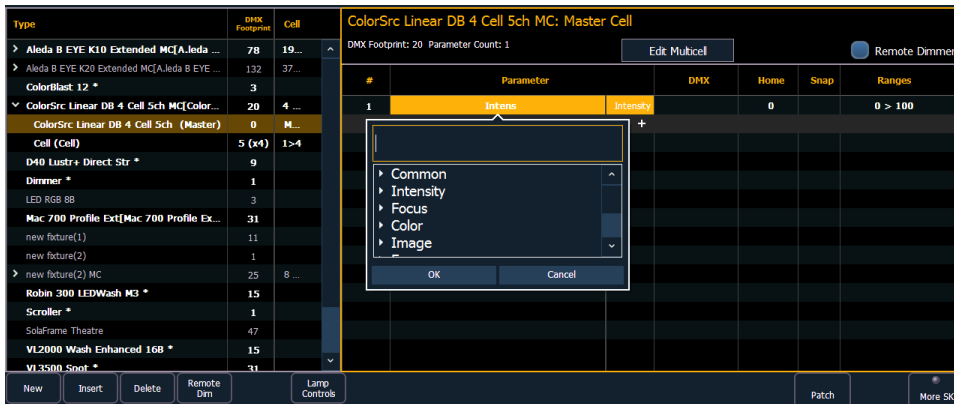 Type DMX Footprint Cell
> Aleda B EYE K10 Extended MC[A.leda ... 78 19...
> Aleda B EYE K20 Extended MC[A.leda B EYE ... 132 37...
ColorBlast 12 * 3
ColorSrc Linear DB 4 Cell 5ch MC[Color... 20 4 ...
ColorSrc Linear DB 4 Cell 5ch (Master) 0 M...
Cell (Cell) 5 (x4) 1>4
D40 Lustr+ Direct Str * 9
Dimmer * 1
LED RGB 8B 3
Mac 700 Profile Ext[Mac 700 Profile Ex... 31
new fixture(1) 11
new fixture(2) 1
> new fixture(2) MC 25 8 ...
Robin 300 LEDWash M3 * 15
Scroller * 1
SolaFrame Theatre 47
VL2000 Wash Enhanced 16B * 15
VL3500 Spot * 31
ColorSrc Linear DB 4 Cell 5ch MC: Master Cell
DMX Footprint: 20 Parameter Count: 1
Edit Multicell
Remote Dimmer
# Parameter DMX Home Snap Ranges
1 Intens Intensty 0 0 > 100
+
Common
Intensity
Focus
Color
Image
OK Cancel
New Insert Delete Remote Dim Lamp Controls Patch More SK